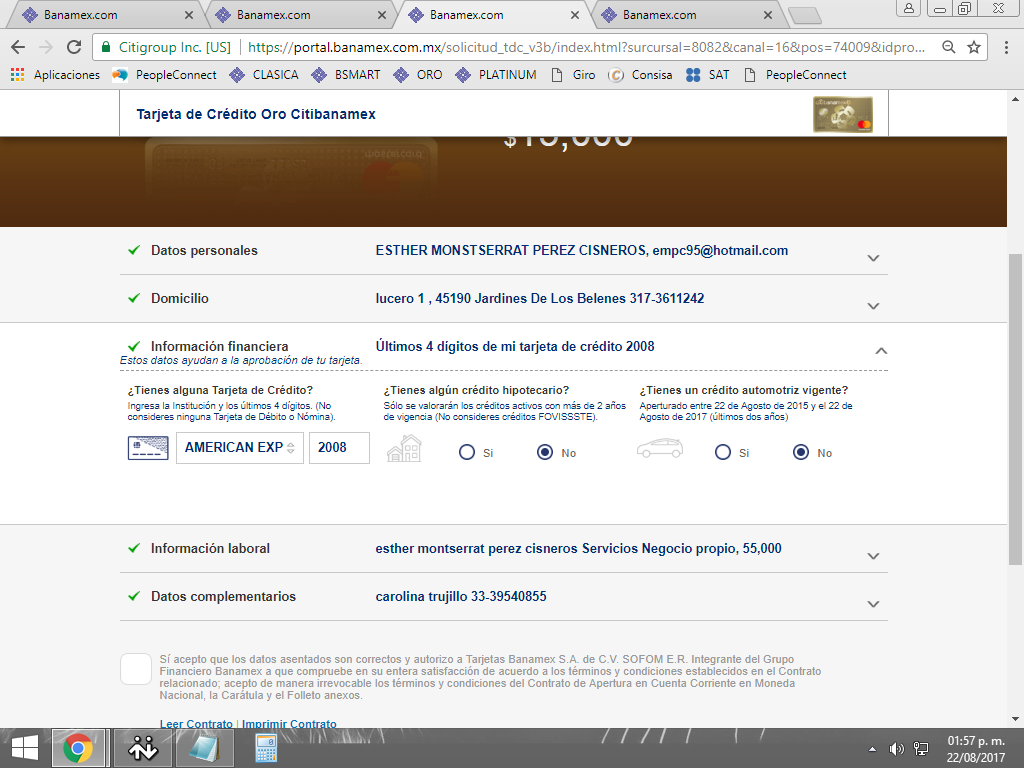 Banamex.com
Banamex.com
Banamex.com
Banamex.com
Citigroup Inc. [US] https://portal.banamex.com.mx/solicitud_tdc_v3b/index.html?surcursal=8082&canal=16&pos=74009&idpro...
Aplicaciones PeopleConnect CLASICA BSMART ORO PLATINUM Giro Consisa SAT PeopleConnect
Tarjeta de Crédito Oro Citibanamex
Datos personales ESTHER MONSTSERRAT PEREZ CISNEROS, empc95@hotmail.com
Domicilio lucero 1 , 45190 Jardines De Los Belenes 317-3611242
Información financiera Últimos 4 dígitos de mi tarjeta de crédito 2008
Estos datos ayudan a la aprobación de tu tarjeta.
¿Tienes alguna Tarjeta de Crédito?
Ingresa la Institución y los últimos 4 dígitos. (No
consideres ninguna Tarjeta de Débito o Nómina).
AMERICAN EXP 2008
¿Tienes algún crédito hipotecario?
Sólo se valorarán los créditos activos con más de 2 años
de vigencia (No consideres créditos FOVISSSTE).
Si No
¿Tienes un crédito automotriz vigente?
Aperturado entre 22 de Agosto de 2015 y el 22 de
Agosto de 2017 (últimos dos años)
Si No
Información laboral esther montserrat perez cisneros Servicios Negocio propio, 55,000
Datos complementarios carolina trujillo 33-39540855
Sí acepto que los datos asentados son correctos y autorizo a Tarjetas Banamex S.A. de C.V. SOFOM E.R. Integrante del Grupo
Financiero Banamex a que compruebe en su entera satisfacción de acuerdo a los términos y condiciones establecidos en el Contrato
relacionado; acepto de manera irrevocable los términos y condiciones del Contrato de Apertura en Cuenta Corriente en Moneda
Nacional, la Carátula y el Folleto anexos.
Leer Contrato | Imprimir Contrato
01:57 p. m.
22/08/2017